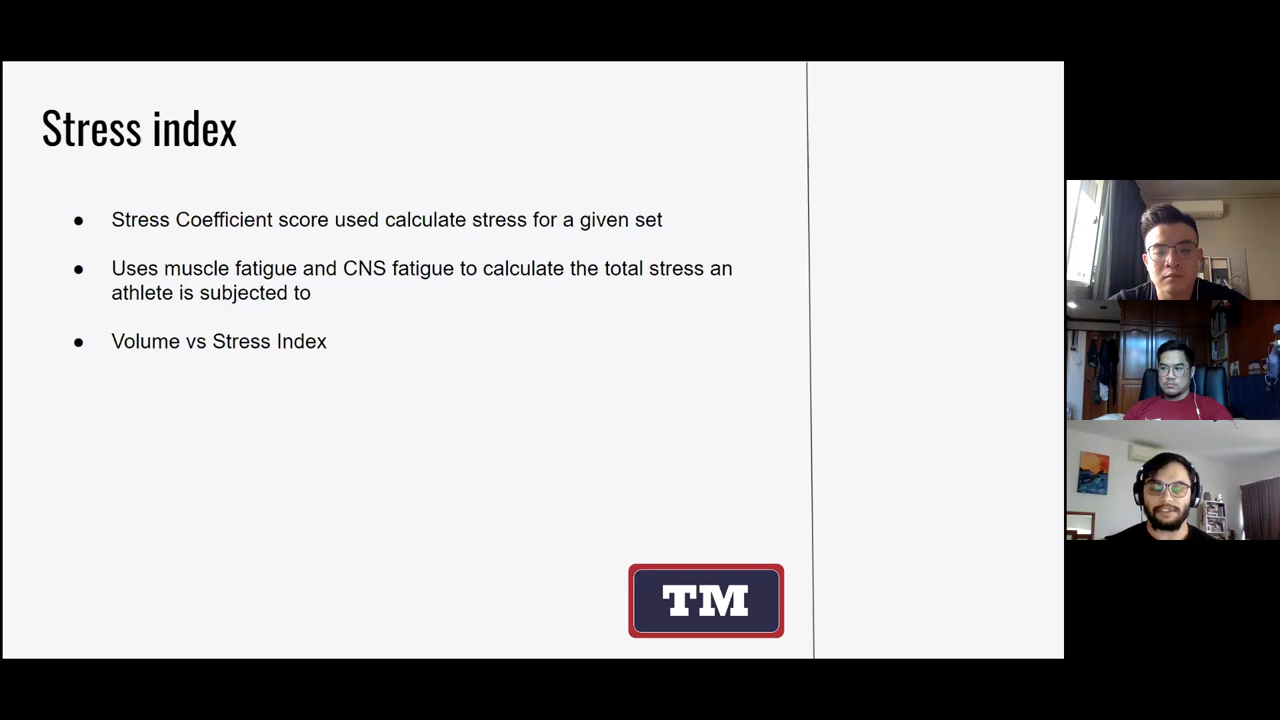 Stress index
● Stress Coefficient score used calculate stress for a given set
● Uses muscle fatigue and CNS fatigue to calculate the total stress an
athlete is subjected to
● Volume vs Stress Index
TM